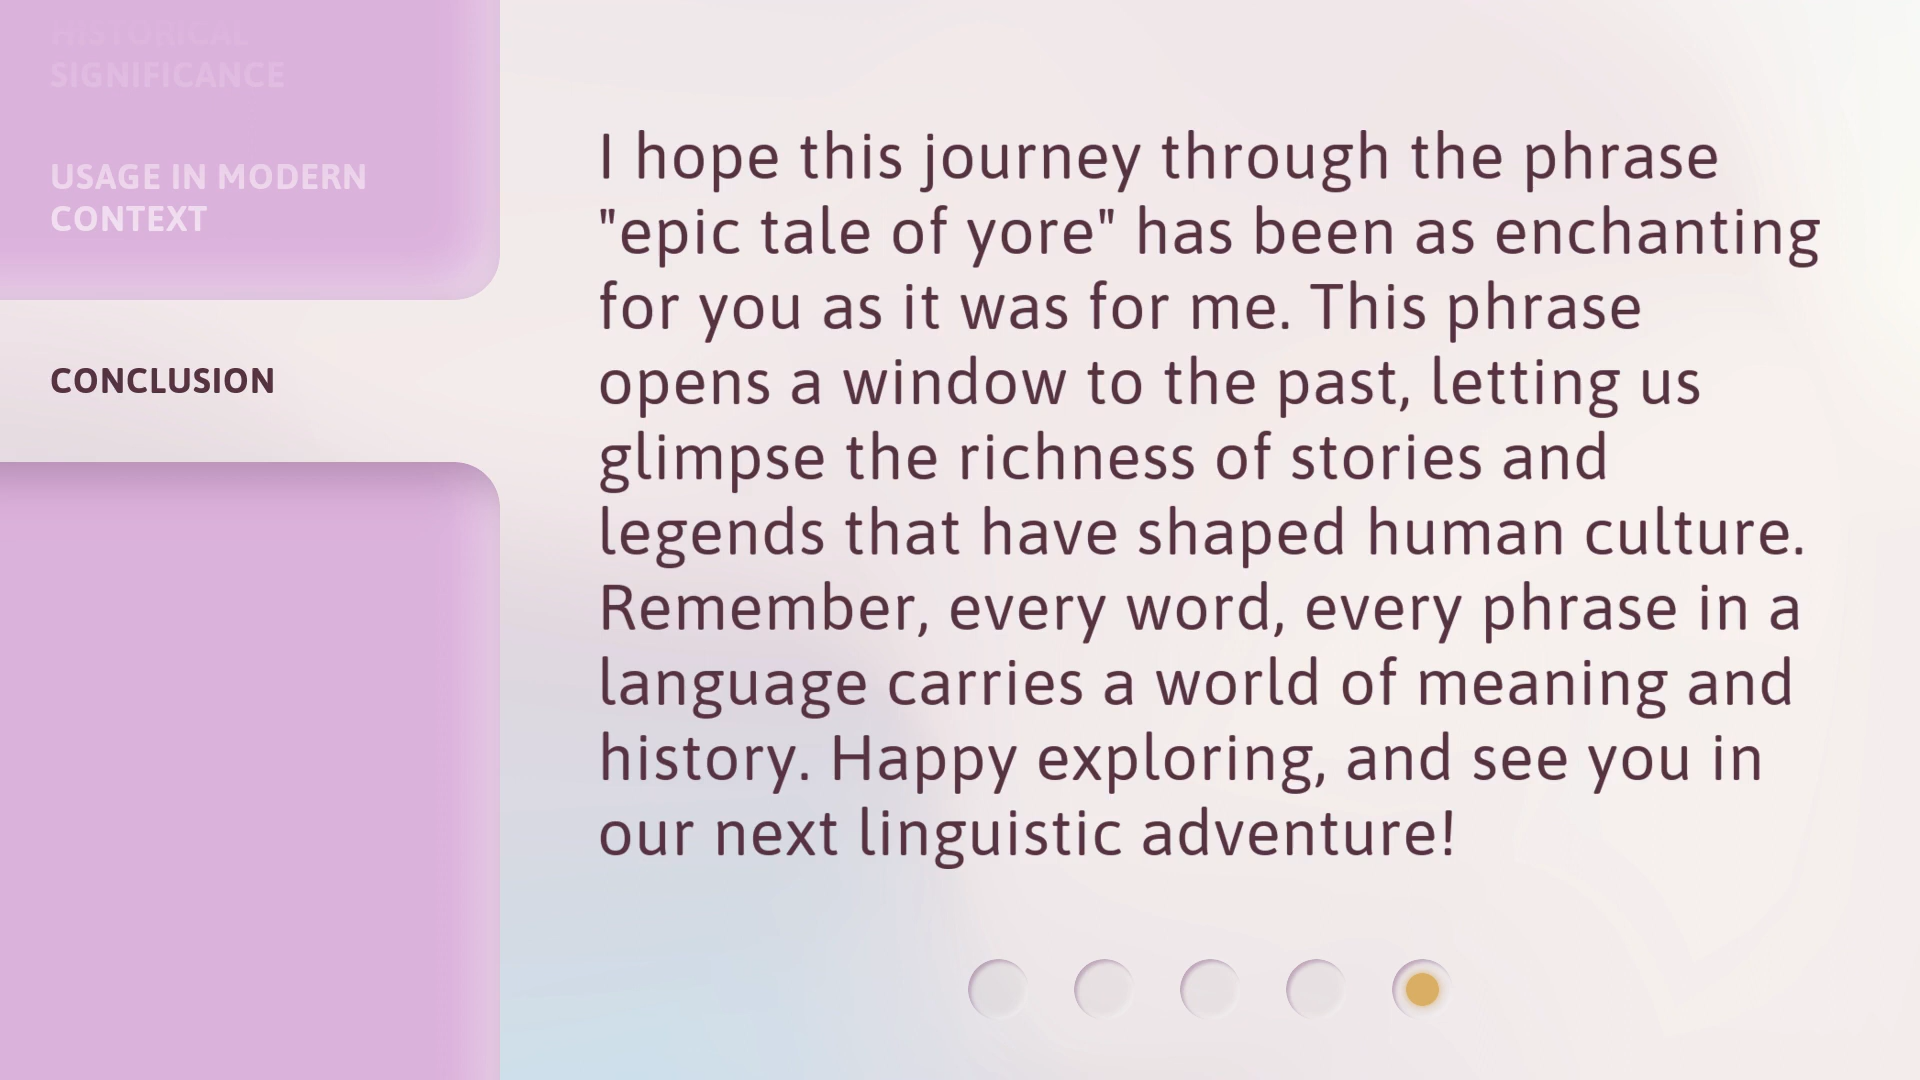 HISTORICAL
SIGNIFICANCE
USAGE IN MODERN
CONTEXT
CONCLUSION
I hope this journey through the phrase
"epic tale of yore" has been as enchanting
for you as it was for me. This phrase
opens a window to the past, letting us
glimpse the richness of stories and
legends that have shaped human culture.
Remember, every word, every phrase in a
language carries a world of meaning and
history. Happy exploring, and see you in
our next linguistic adventure!